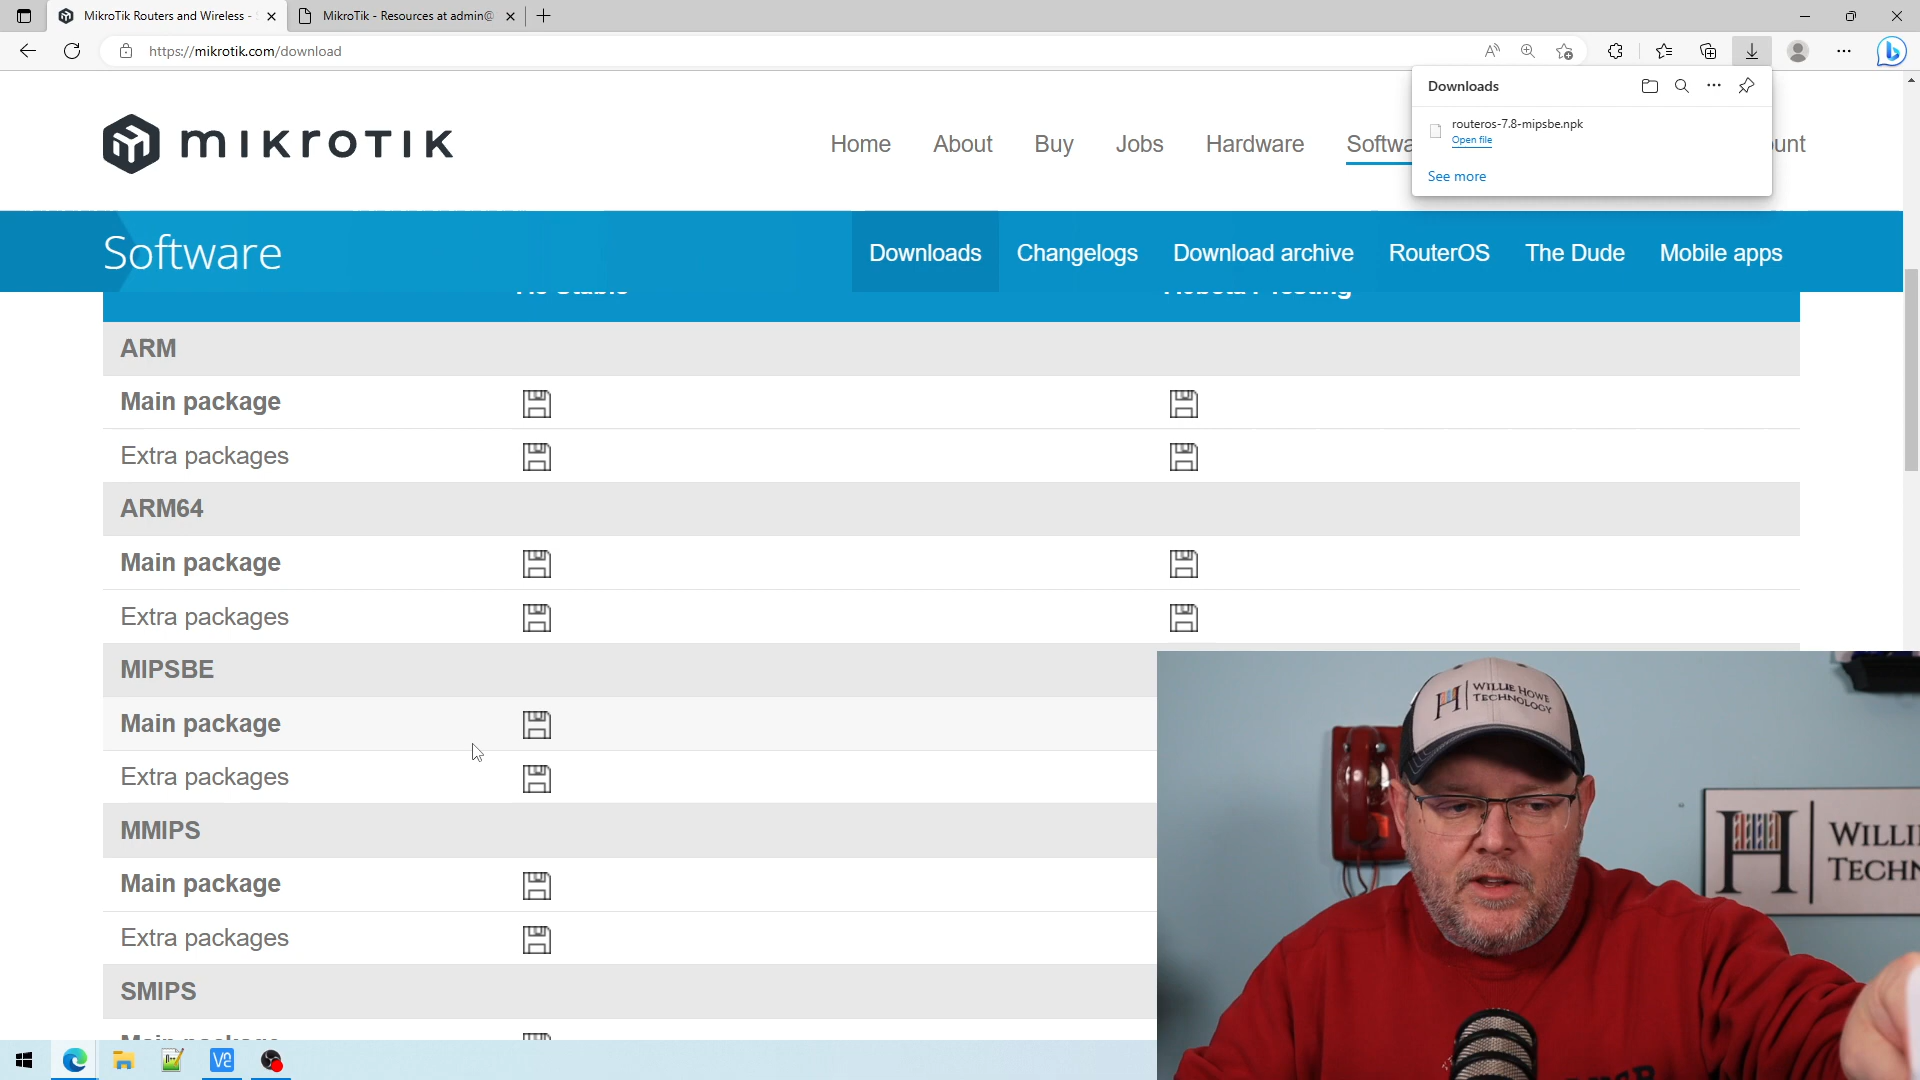 MikroTik Routers and Wireless -
MikroTik - Resources at admin@
https://mikrotik.com/download
Downloads
routeros-7.8-mipsbe.npk
Open file
See more
MIKROTIK
Home About Buy Jobs Hardware Softwa
unt
Software
Downloads Changelogs Download archive RouterOS The Dude Mobile apps
ARM
Main package
Extra packages
ARM64
Main package
Extra packages
MIPSBE
Main package
Extra packages
MMIPS
Main package
Extra packages
SMIPS
Main package
H WILLIE HOWE
TECHNOLOGY
H WILLI
TECHN